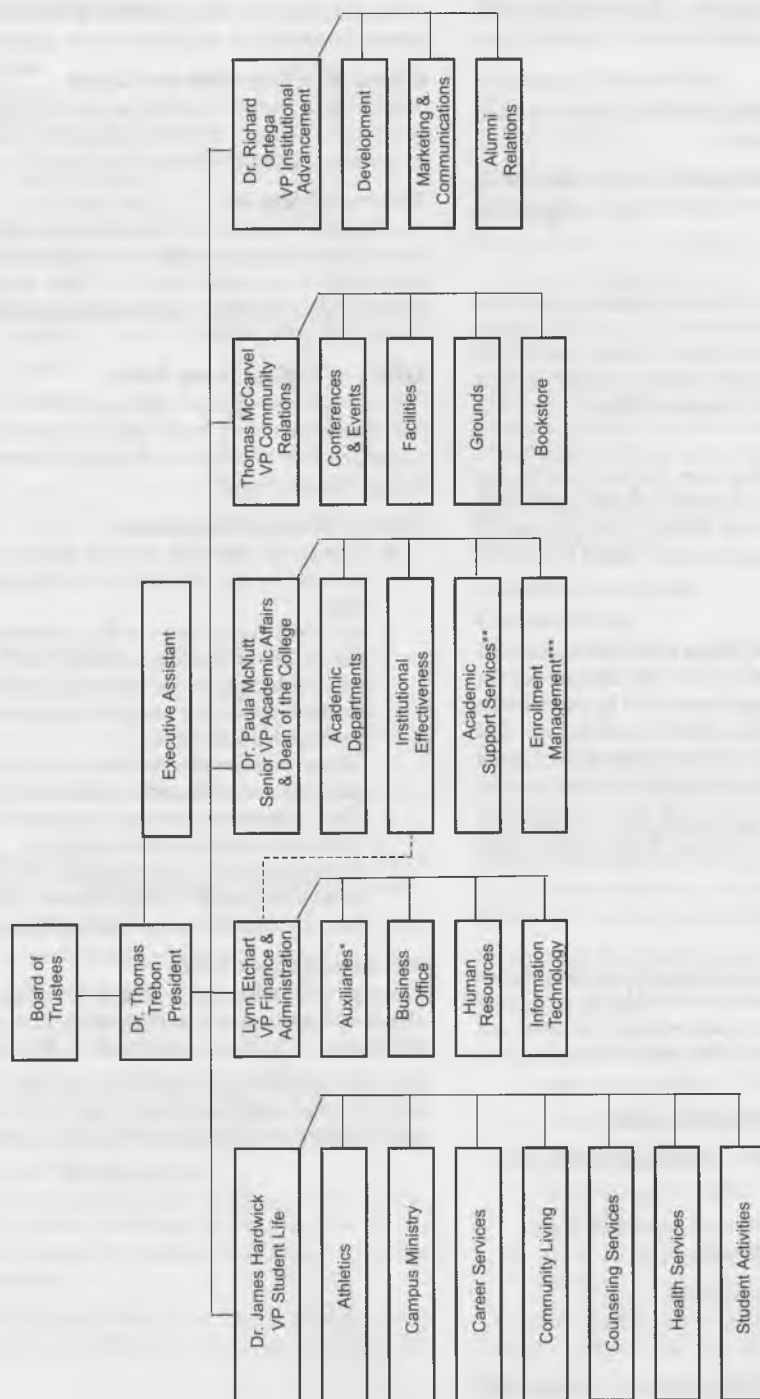 Board of
Trustees
Dr. Thomas
Trebon
President
Executive Assistant
Dr. James Hardwick
VP Student Life
Athletics
Campus Ministry
Career Services
Community Living
Counseling Services
Health Services
Student Activities
Lynn Etchart
VP Finance &
Administration
Auxiliaries*
Business
Office
Human
Resources
Information
Technology
Dr. Paula McNutt
Senior VP Academic Affairs
& Dean of the College
Academic
Departments
Institutional
Effectiveness
Academic
Support Services**
Enrollment
Management***
Thomas McCarvel
VP Community
Relations
Conferences
& Events
Facilities
Grounds
Bookstore
Dr. Richard
Ortega
VP Institutional
Advancement
Development
Marketing &
Communications
Alumni
Relations